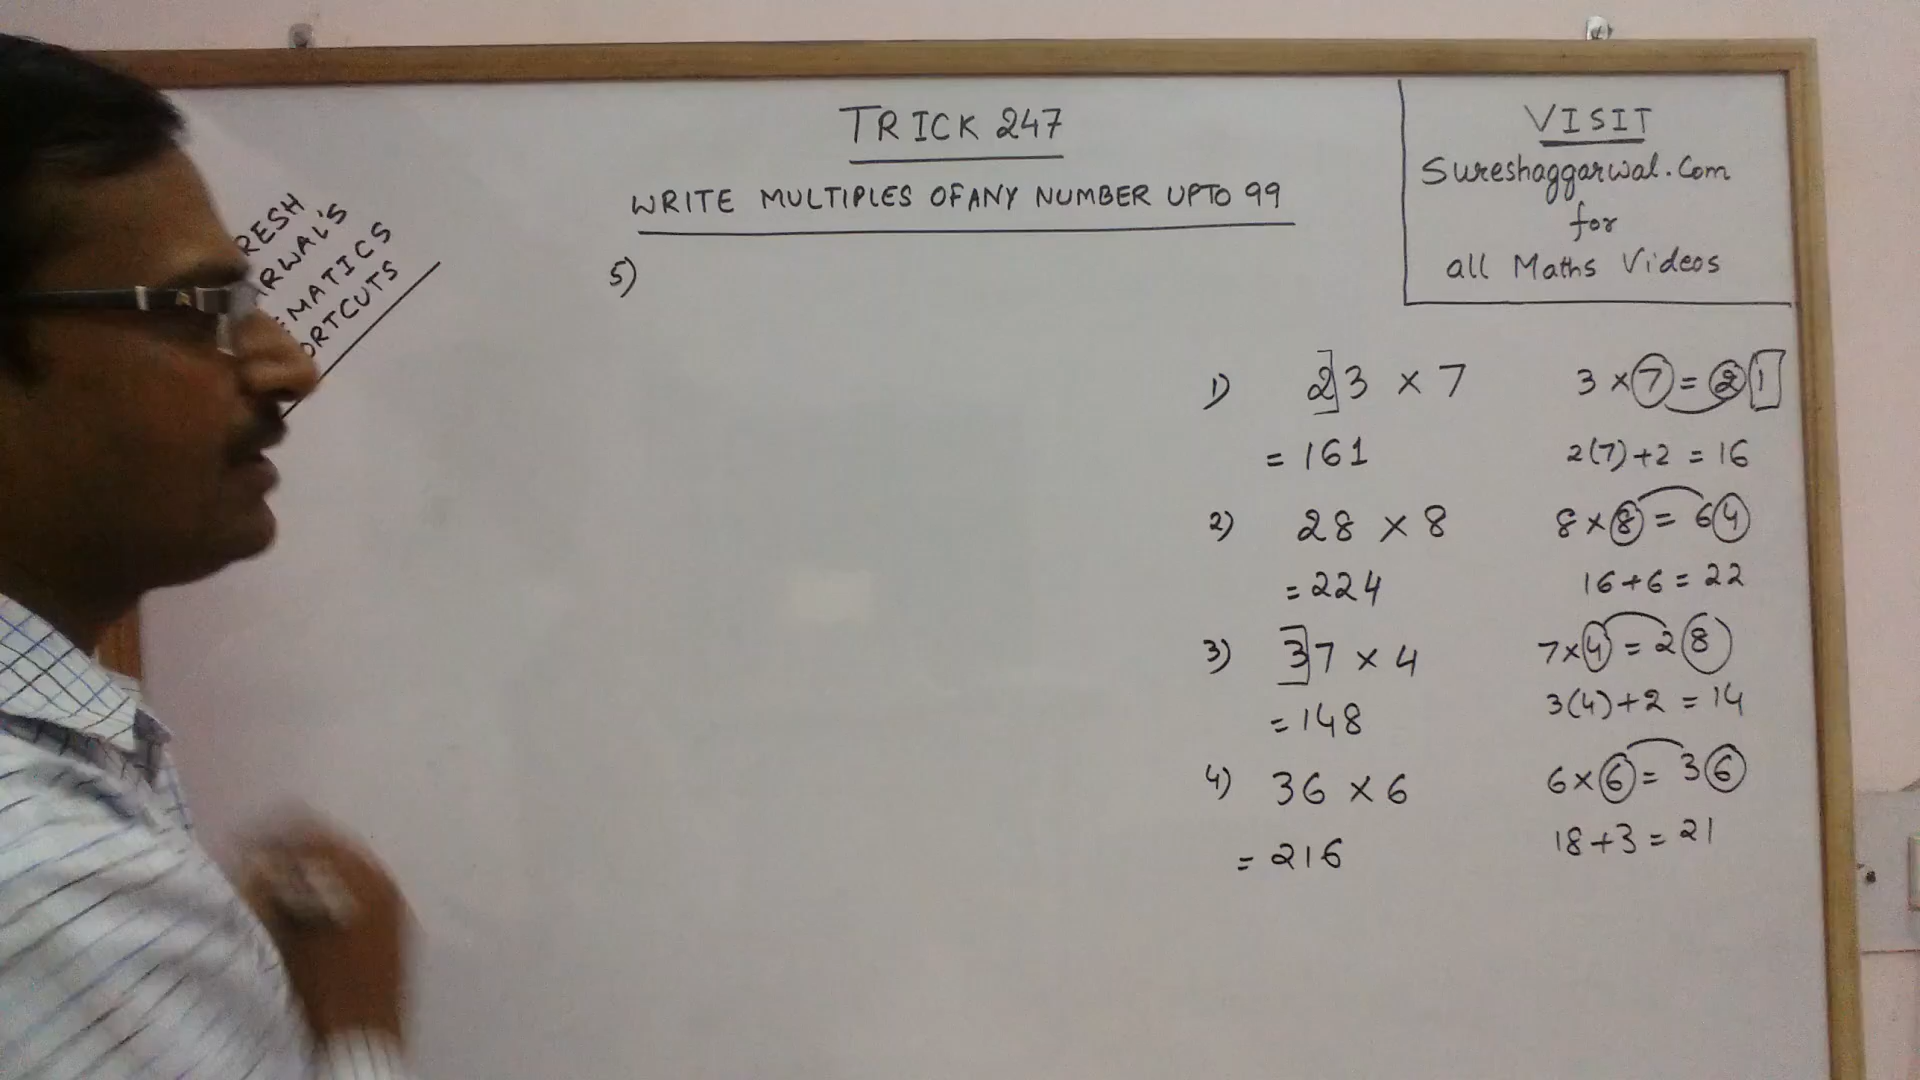 TRICK 247
WRITE MULTIPLES OF ANY NUMBER UPTO 99
VISIT
Sureshaggarwal.Com
for
all Maths Videos
RESH
RWAL'S
EMATICS
ORTCUTS
5)
1) 23 × 7 3 × 7 = 21
= 161 2(7)+2 = 16
2) 28 × 8 8 × 8 = 64
= 224 16+6 = 22
3) 37 × 4 7×4 = 28
= 148 3(4)+2 = 14
4) 36 × 6 6×6 = 36
= 216 18+3 = 21